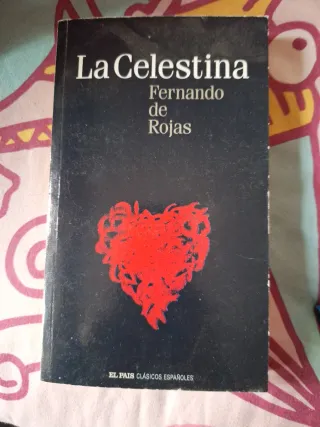 La Celestina
Fernando
de
Rojas
EL PAIS CLÁSICOS ESPAÑOLES